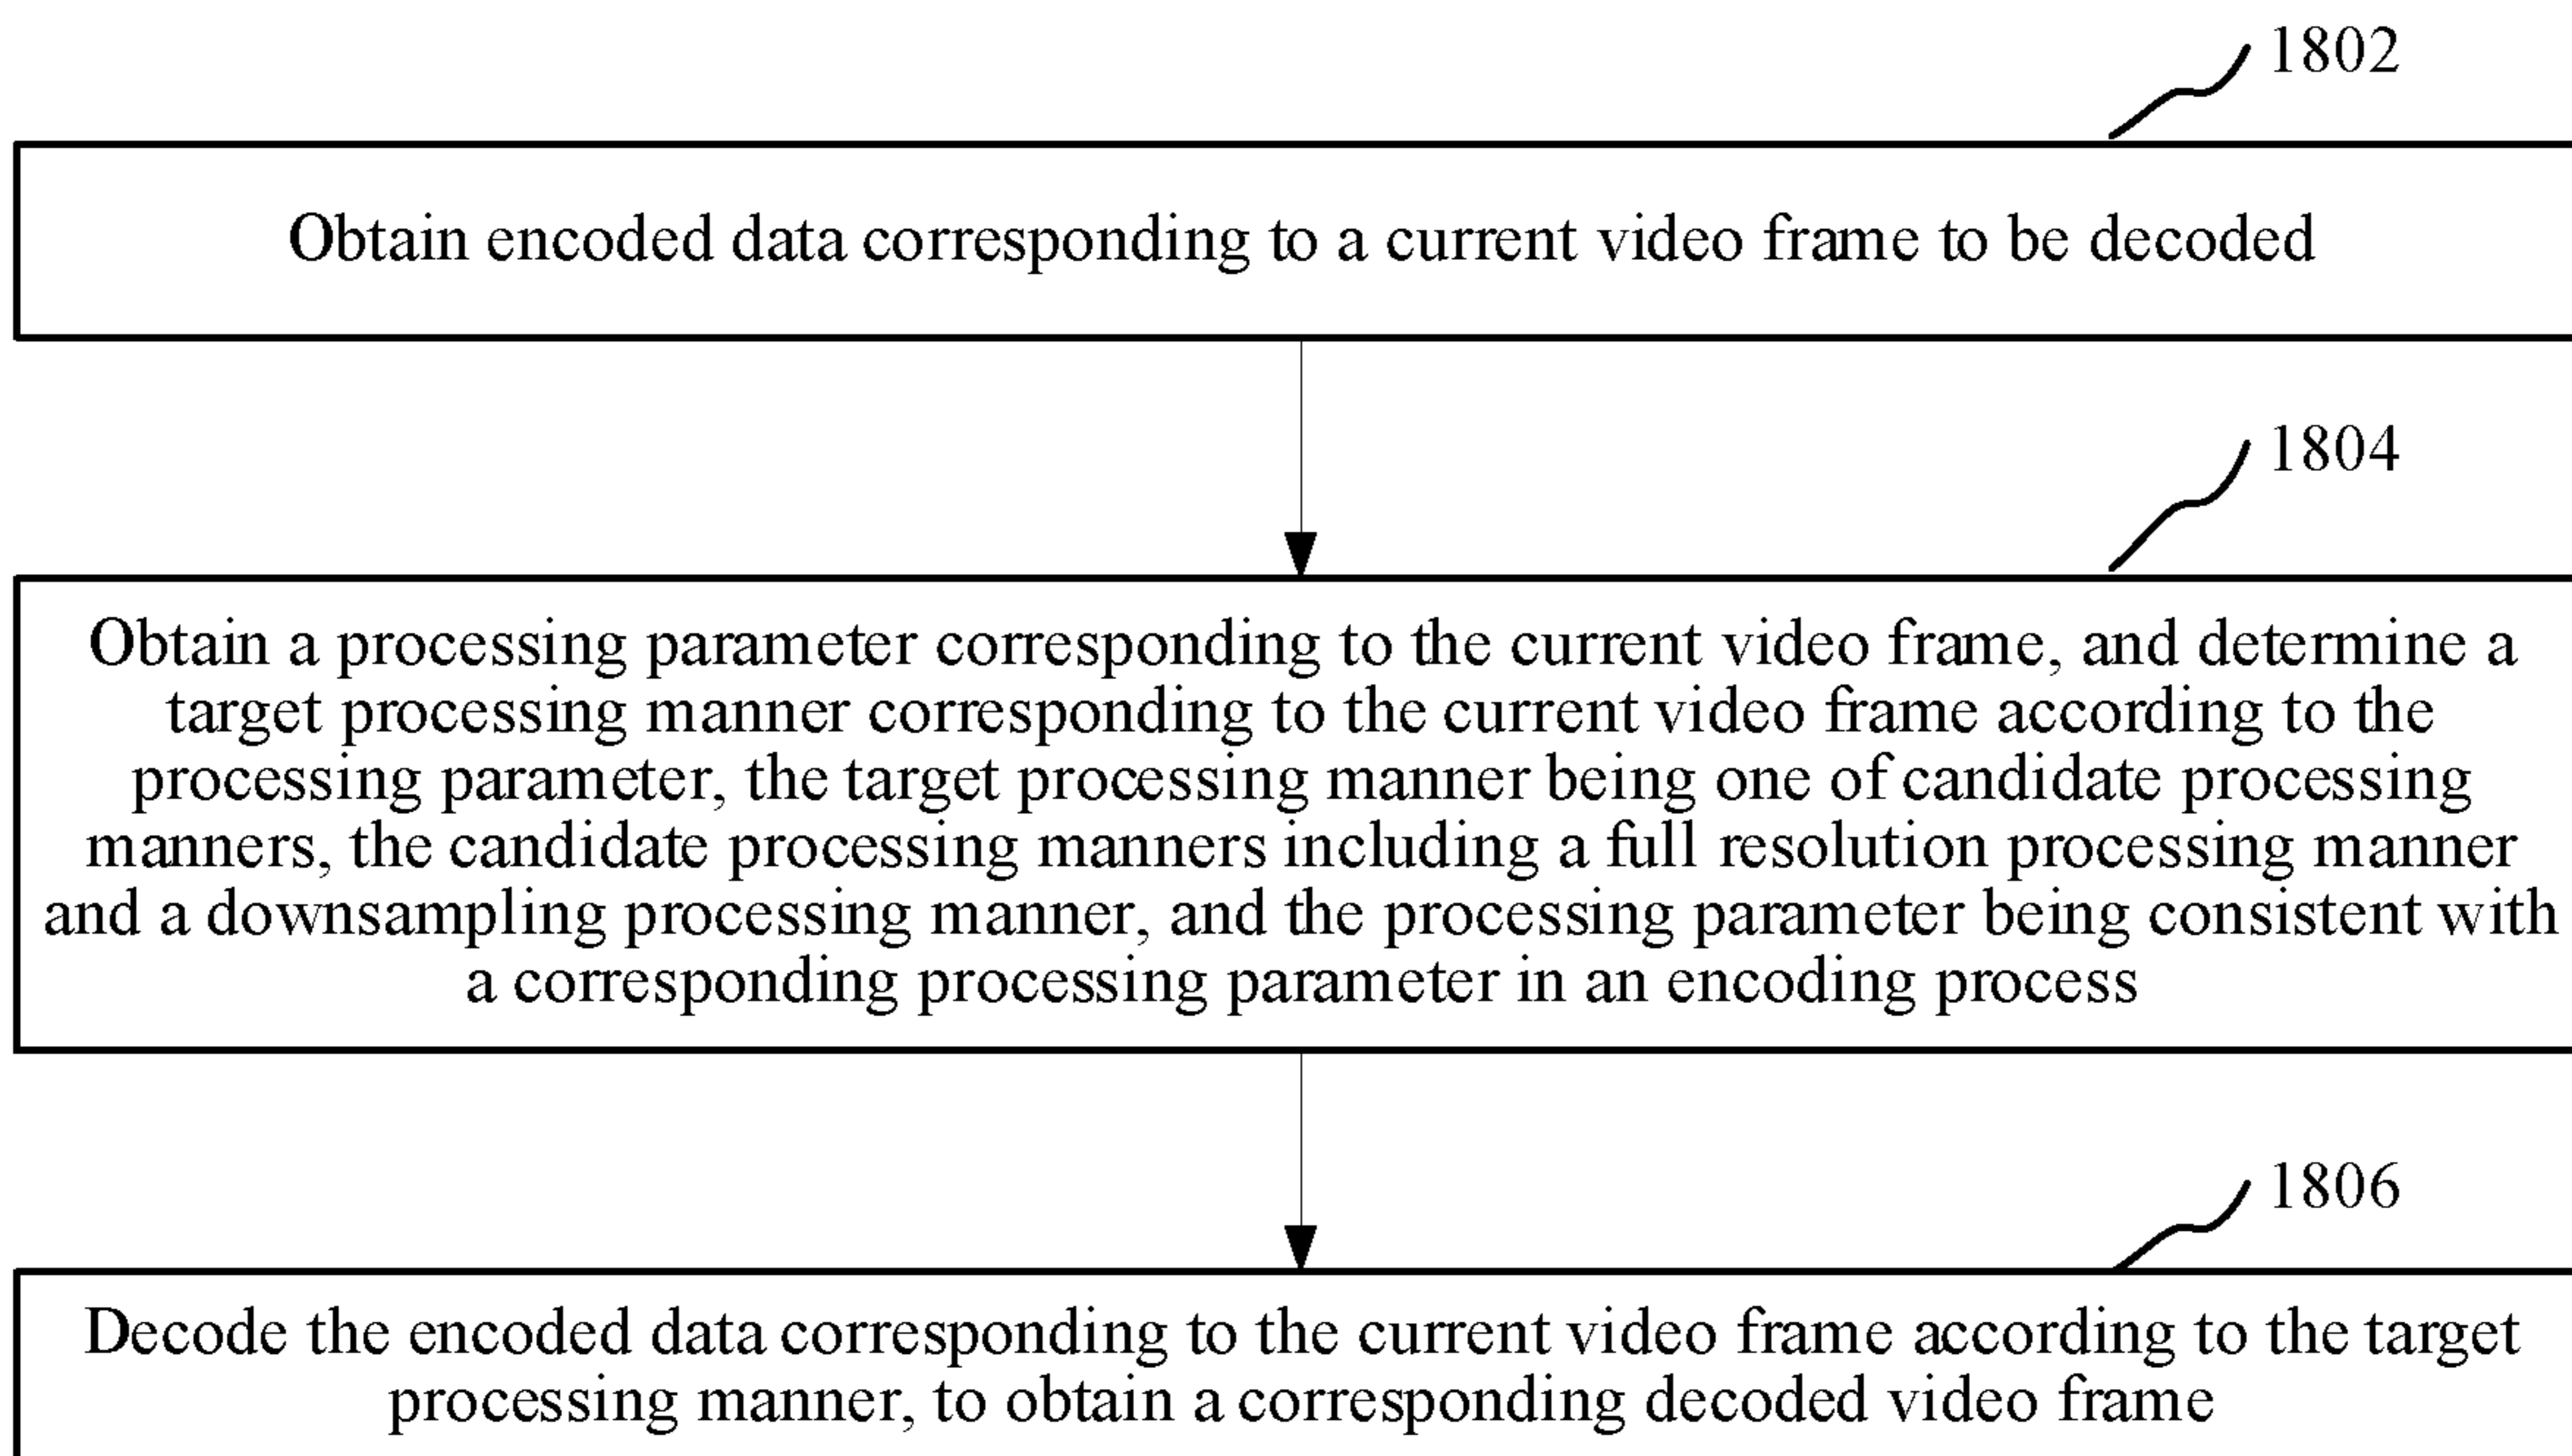 1802
Obtain encoded data corresponding to a current video frame to be decoded
1804
Obtain a processing parameter corresponding to the current video frame, and determine a
target processing manner corresponding to the current video frame according to the
processing parameter, the target processing manner being one of candidate processing
manners, the candidate processing manners including a full resolution processing manner
and a downsampling processing manner, and the processing parameter being consistent with
a corresponding processing parameter in an encoding process
1806
Decode the encoded data corresponding to the current video frame according to the target
processing manner, to obtain a corresponding decoded video frame